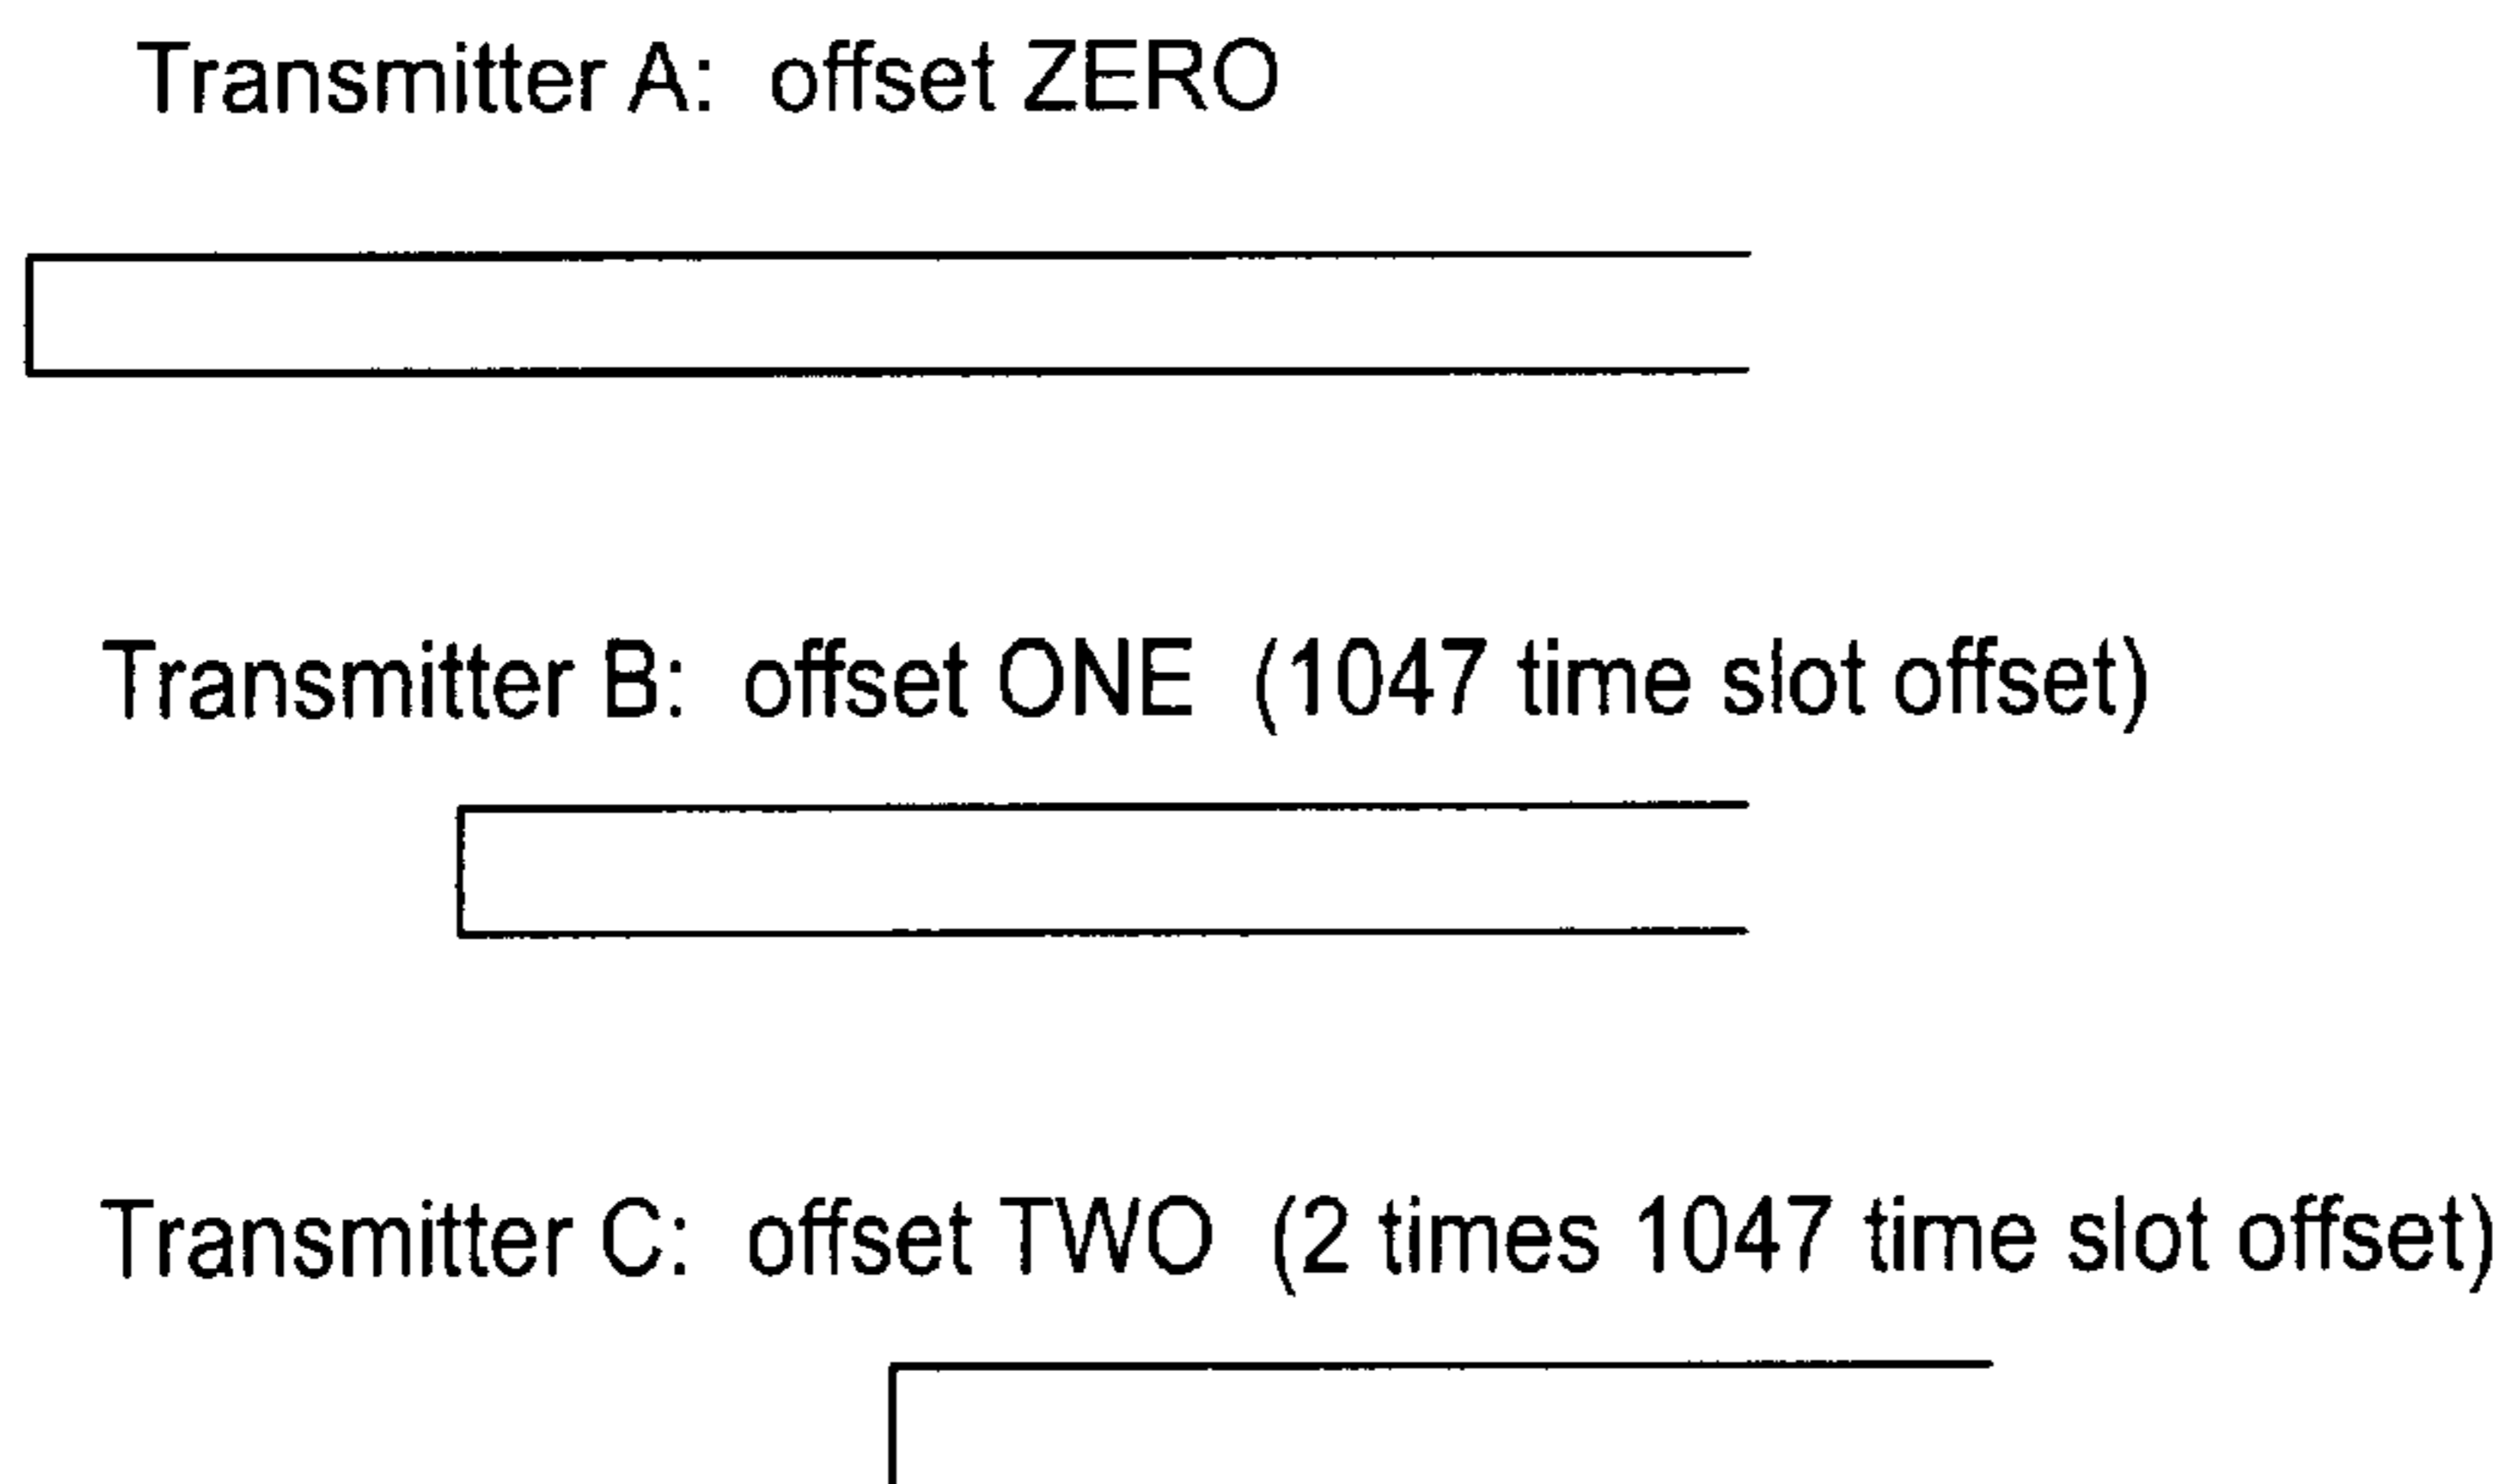 Transmitter A:  offset ZERO
Transmitter B:  offset ONE  (1047 time slot offset)
Transmitter C:  offset TWO  (2 times 1047 time slot offset)